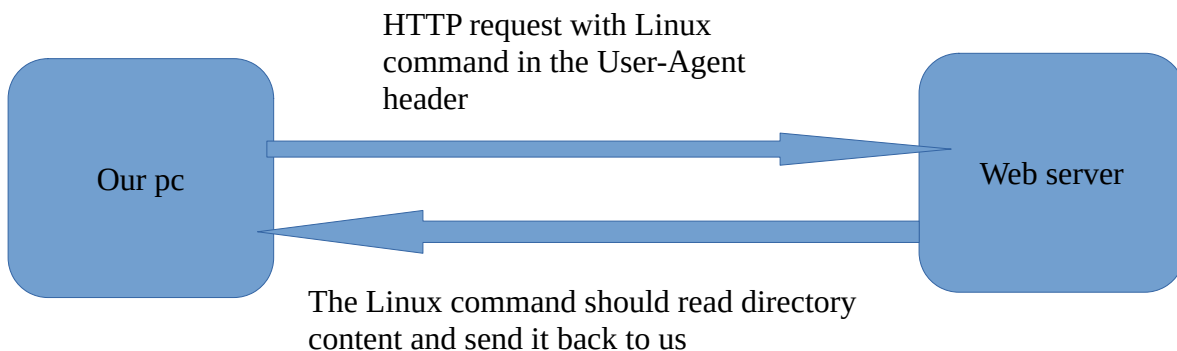 HTTP request with Linux
command in the User-Agent
header
Our pc
Web server
The Linux command should read directory
content and send it back to us